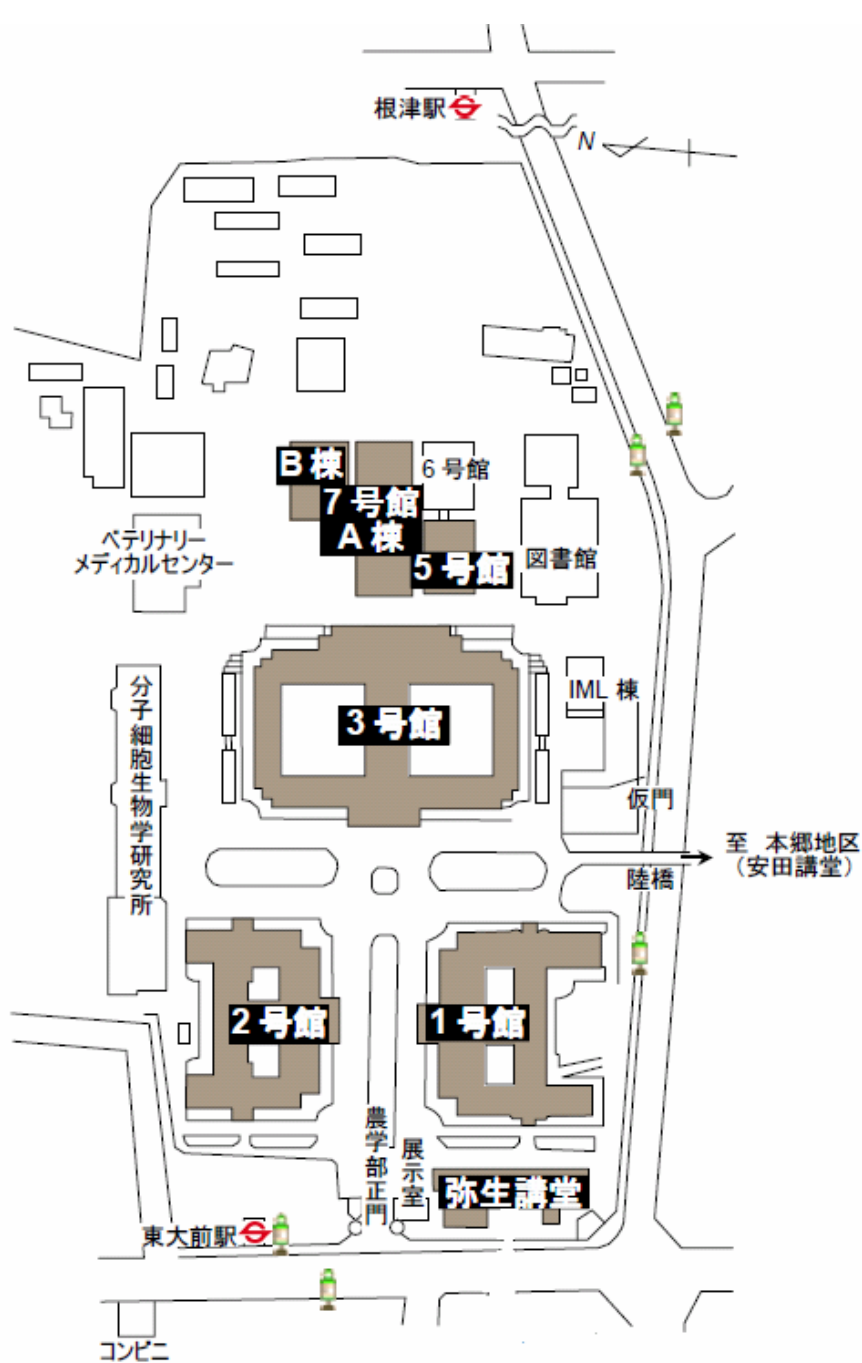 根津駅
N
B 棟
6 号館
7 号館
A 棟
5 号館
図書館
ベテリナリー
メディカルセンター
IML 棟
3 号館
分子細胞生物学研究所
仮門
至 本郷地区
（安田講堂）
陸橋
2 号館
1 号館
農学部正門
展示室
弥生講堂
東大前駅
コンビニ